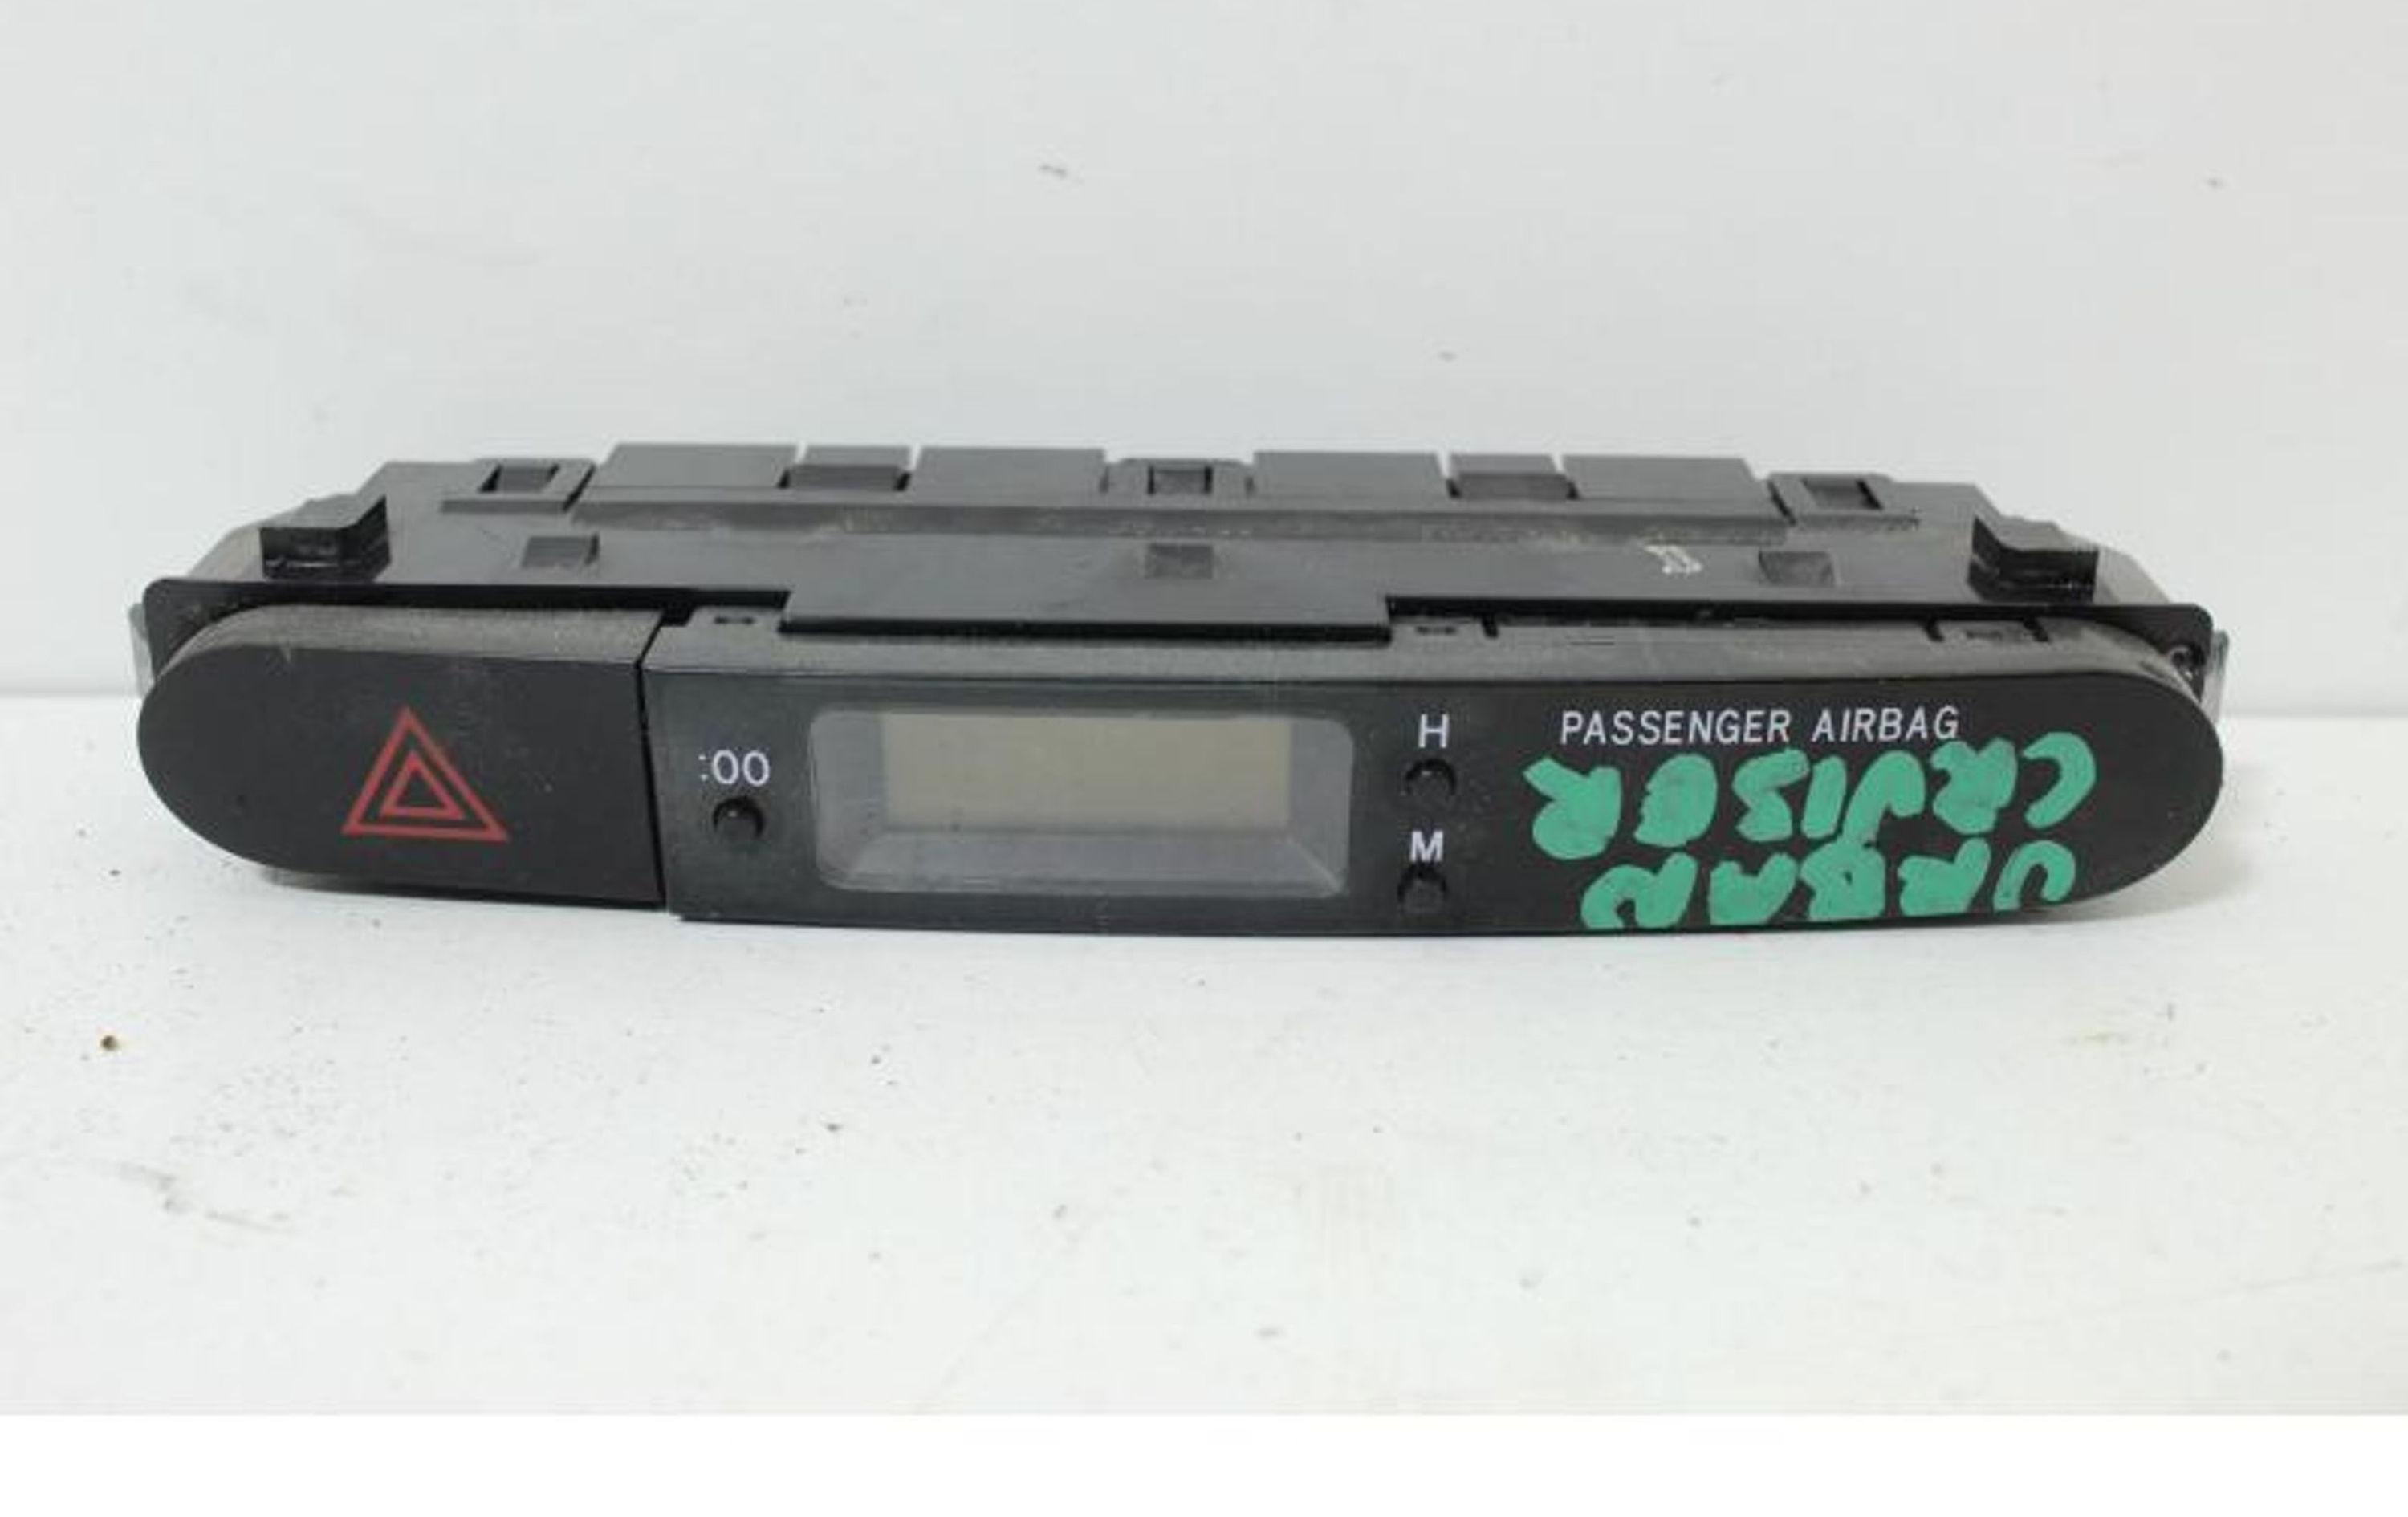 :00
H
M
PASSENGER AIRBAG
URBAN
CRUISER